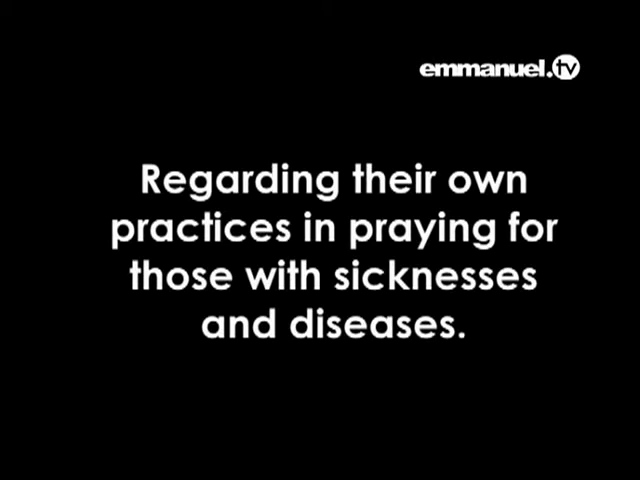 emmanuel.tv
Regarding their own
practices in praying for
those with sicknesses
and diseases.